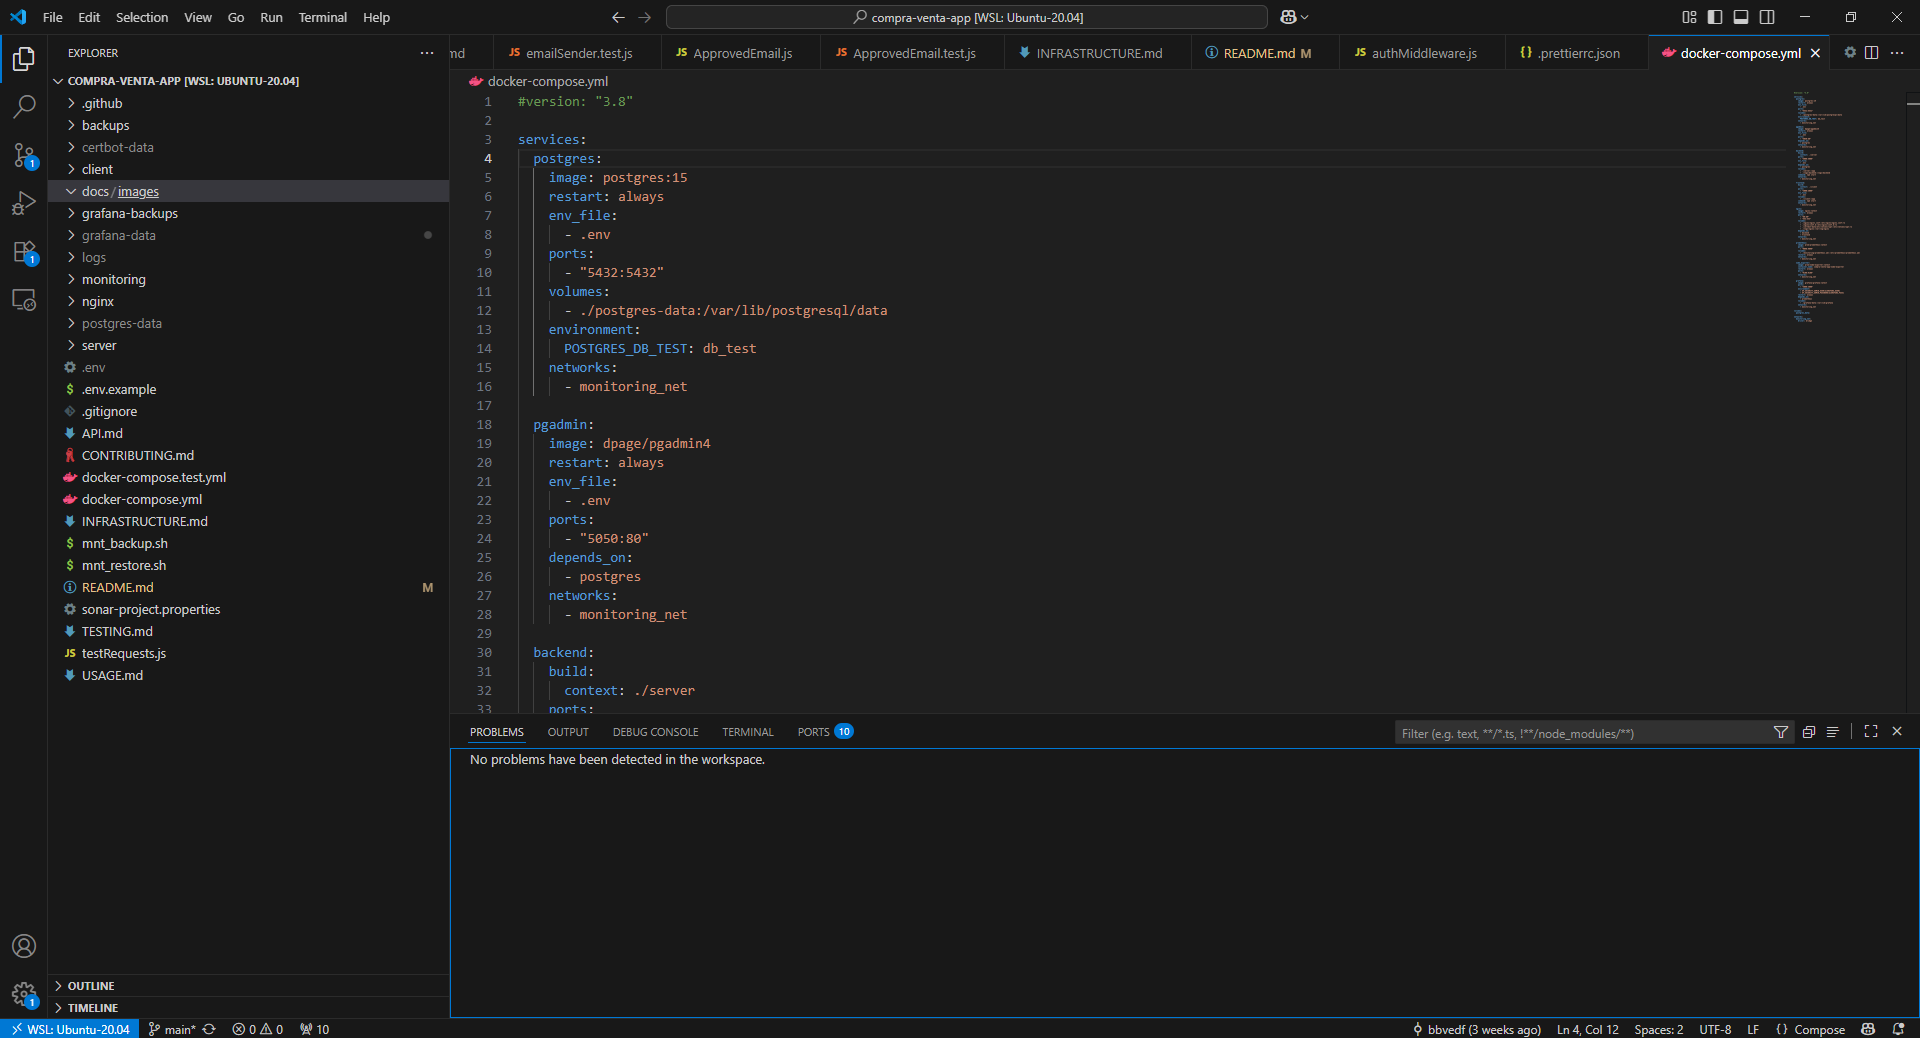 File Edit Selection View Go Run Terminal Help
compra-venta-app [WSL: Ubuntu-20.04]
EXPLORER
COMPRA-VENTA-APP [WSL: UBUNTU-20.04]
.github
backups
certbot-data
client
docs / images
grafana-backups
grafana-data
logs
monitoring
nginx
postgres-data
server
.env
.env.example
.gitignore
API.md
CONTRIBUTING.md
docker-compose.test.yml
docker-compose.yml
INFRASTRUCTURE.md
mnt_backup.sh
mnt_restore.sh
README.md M
sonar-project.properties
TESTING.md
testRequests.js
USAGE.md
OUTLINE
TIMELINE
md emailSender.test.js ApprovedEmail.js ApprovedEmail.test.js INFRASTRUCTURE.md README.md M authMiddleware.js .prettierrc.json docker-compose.yml
docker-compose.yml
1 #version: "3.8"
2
3 services:
4 postgres:
5 image: postgres:15
6 restart: always
7 env_file:
8 - .env
9 ports:
10 - "5432:5432"
11 volumes:
12 - ./postgres-data:/var/lib/postgresql/data
13 environment:
14 POSTGRES_DB_TEST: db_test
15 networks:
16 - monitoring_net
17
18 pgadmin:
19 image: dpage/pgadmin4
20 restart: always
21 env_file:
22 - .env
23 ports:
24 - "5050:80"
25 depends_on:
26 - postgres
27 networks:
28 - monitoring_net
29
30 backend:
31 build:
32 context: ./server
33 ports:
PROBLEMS OUTPUT DEBUG CONSOLE TERMINAL PORTS 10
Filter (e.g. text, **/*.ts, !**/node_modules/**)
No problems have been detected in the workspace.
WSL: Ubuntu-20.04 main* 0 0 10
bbvedf (3 weeks ago) Ln 4, Col 12 Spaces: 2 UTF-8 LF {} Compose